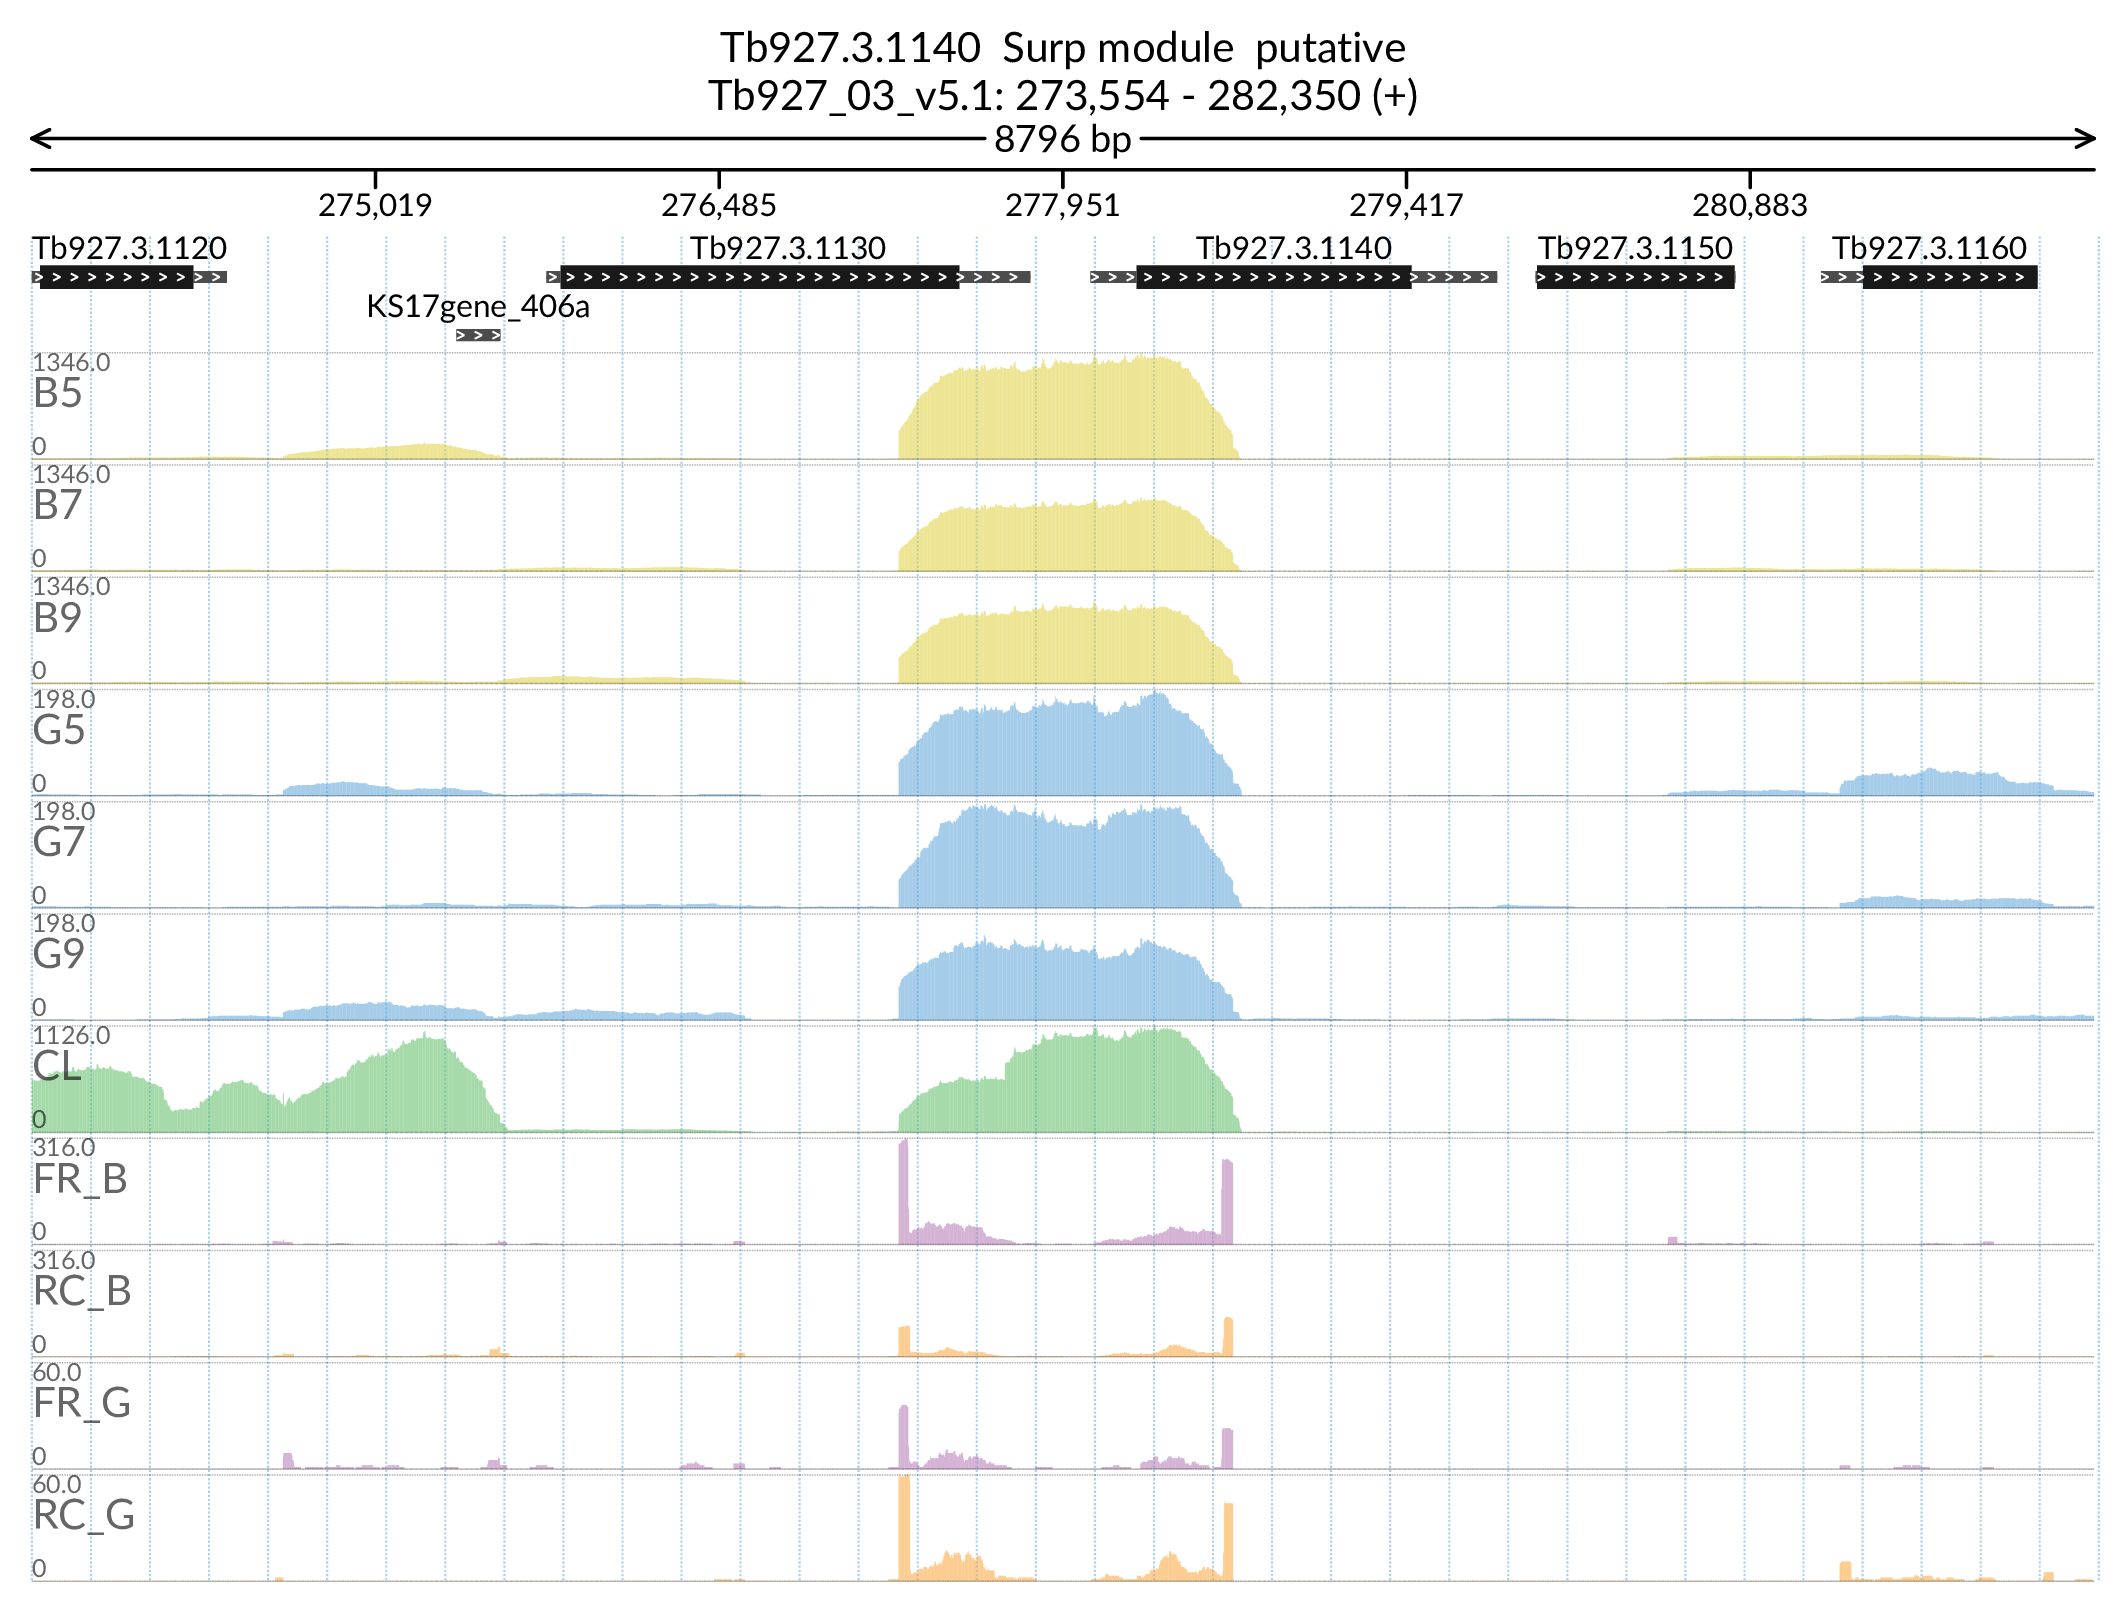 Tb927.3.1140  Surp module  putative
Tb927_03_v5.1: 273,554 - 282,350 (+)
8796 bp
275,019 276,485 277,951 279,417 280,883
Tb927.3.1120 Tb927.3.1130 Tb927.3.1140 Tb927.3.1150 Tb927.3.1160
KS17gene_406a
1346.0
B5
0
1346.0
B7
0
1346.0
B9
0
198.0
G5
0
198.0
G7
0
198.0
G9
0
1126.0
CL
0
316.0
FR_B
0
316.0
RC_B
0
60.0
FR_G
0
60.0
RC_G
0